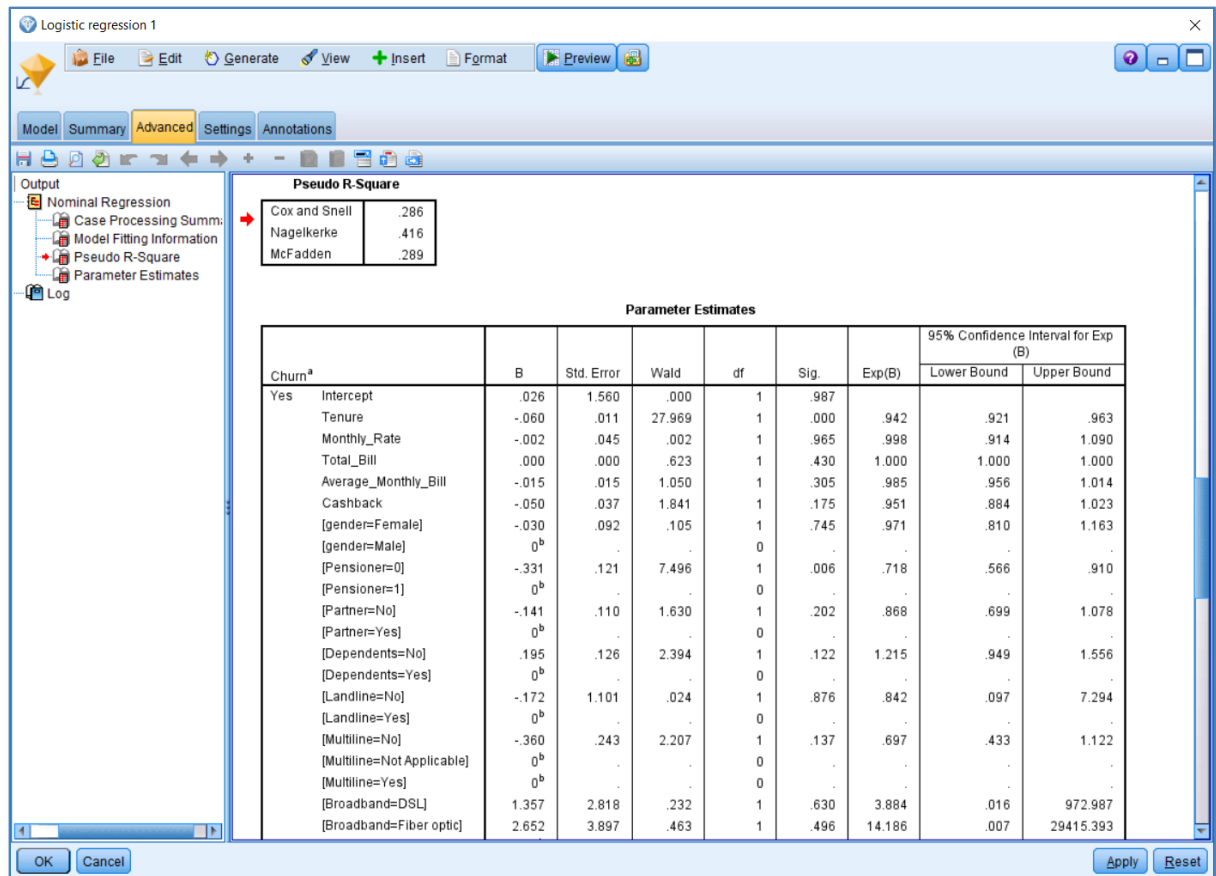 Logistic regression 1
File Edit Generate View Insert Format Preview
Model Summary Advanced Settings Annotations
Output
Nominal Regression
Case Processing Summ
Model Fitting Information
Pseudo R-Square
Parameter Estimates
Log
Pseudo R-Square
Cox and Snell .286
Nagelkerke .416
McFadden .289
Parameter Estimates
95% Confidence Interval for Exp
(B)
Churn^a B Std. Error Wald df Sig. Exp(B) Lower Bound Upper Bound
Yes Intercept .026 1.560 .000 1 .987
Tenure -.060 .011 27.969 1 .000 .942 .921 .963
Monthly_Rate -.002 .045 .002 1 .965 .998 .914 1.090
Total_Bill .000 .000 .623 1 .430 1.000 1.000 1.000
Average_Monthly_Bill -.015 .015 1.050 1 .305 .985 .956 1.014
Cashback -.050 .037 1.841 1 .175 .951 .884 1.023
[gender=Female] -.030 .092 .105 1 .745 .971 .810 1.163
[gender=Male] 0^b . . 0 . . . .
[Pensioner=0] -.331 .121 7.496 1 .006 .718 .566 .910
[Pensioner=1] 0^b . . 0 . . . .
[Partner=No] -.141 .110 1.630 1 .202 .868 .699 1.078
[Partner=Yes] 0^b . . 0 . . . .
[Dependents=No] .195 .126 2.394 1 .122 1.215 .949 1.556
[Dependents=Yes] 0^b . . 0 . . . .
[Landline=No] -.172 1.101 .024 1 .876 .842 .097 7.294
[Landline=Yes] 0^b . . 0 . . . .
[Multiline=No] -.360 .243 2.207 1 .137 .697 .433 1.122
[Multiline=Not Applicable] 0^b . . 0 . . . .
[Multiline=Yes] 0^b . . 0 . . . .
[Broadband=DSL] 1.357 2.818 .232 1 .630 3.884 .016 972.987
[Broadband=Fiber optic] 2.652 3.897 .463 1 .496 14.186 .007 29415.393
OK Cancel Apply Reset